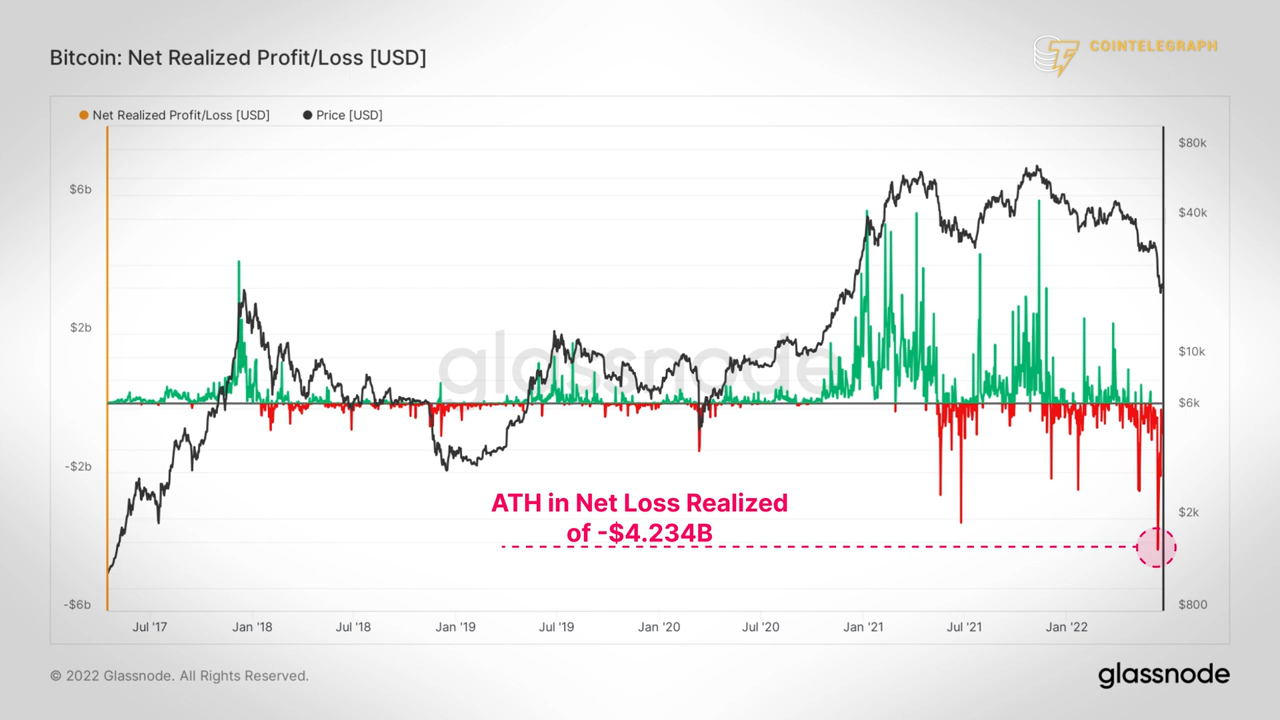 Bitcoin: Net Realized Profit/Loss [USD]
COINTELEGRAPH
Net Realized Profit/Loss [USD]
Price [USD]
$80k
$6b
$40k
glassnode
$2b
$10k
$6k
-$2b
ATH in Net Loss Realized
of -$4.234B
$2k
-$6b
$800
Jul '17
Jan '18
Jul '18
Jan '19
Jul '19
Jan '20
Jul '20
Jan '21
Jul '21
Jan '22
© 2022 Glassnode. All Rights Reserved.
glassnode